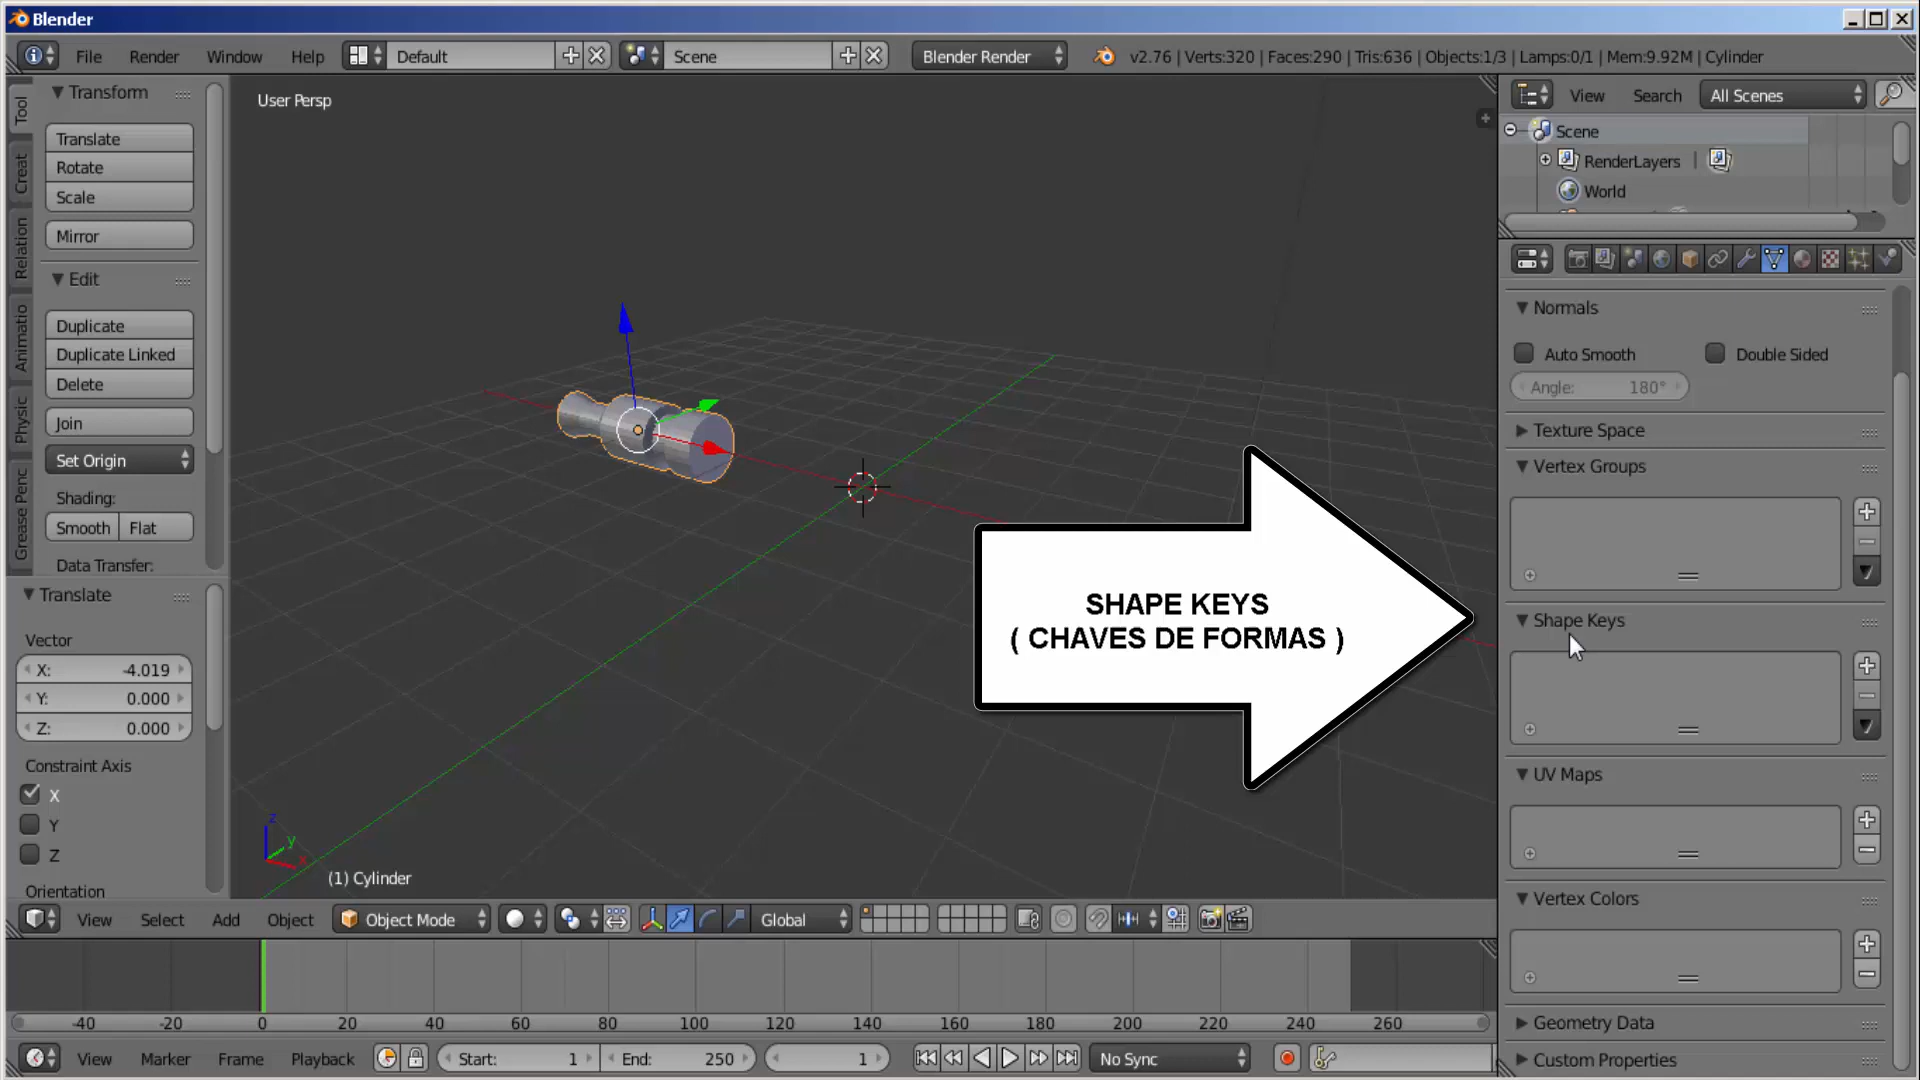 Blender
File Render Window Help Default Scene Blender Render v2.76 | Verts:320 | Faces:290 | Tris:636 | Objects:1/3 | Lamps:0/1 | Mem:9.92M | Cylinder
Tool
Creat
Relation
Animatio
Physic
Grease Penc
Transform
Translate
Rotate
Scale
Mirror
Edit
Duplicate
Duplicate Linked
Delete
Join
Set Origin
Shading:
Smooth Flat
Data Transfer:
Translate
Vector
X: -4.019
Y: 0.000
Z: 0.000
Constraint Axis
X
Y
Z
Orientation
User Persp
SHAPE KEYS
( CHAVES DE FORMAS )
z
y
x
(1) Cylinder
View Select Add Object Object Mode Global
-40 -20 0 20 40 60 80 100 120 140 160 180 200 220 240 260
View Marker Frame Playback Start: 1 End: 250 1 No Sync
View Search All Scenes
Scene
RenderLayers |
World
Normals
Auto Smooth Double Sided
Angle: 180°
Texture Space
Vertex Groups
Shape Keys
UV Maps
Vertex Colors
Geometry Data
Custom Properties